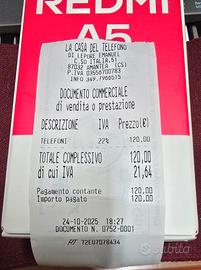 REDMI
A5
LA CASA DEL TELEFONO
DI LEPORE EMANUEL
C.SO ITALIA,51
87032 AMANTEA (CS)
P.IVA 03556700783
INFO 349.7966515
DOCUMENTO COMMERCIALE
di vendita o prestazione
DESCRIZIONE IVA Prezzo(€)
TELEFONI 22% 120,00
TOTALE COMPLESSIVO 120,00
di cui IVA 21,64
Pagamento contante 120,00
Importo pagato 120,00
24-10-2025 18:27
DOCUMENTO N. 0752-0001
RT 72EU7078434
Subito